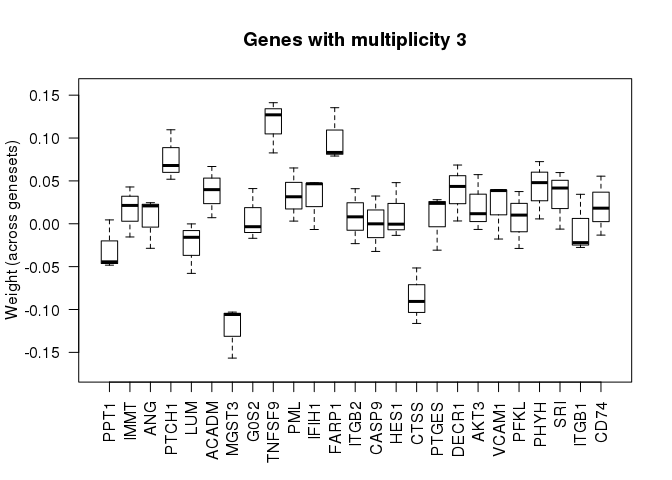 Genes with multiplicity 3
Weight (across genesets)
0.15
0.10
0.05
0.00
-0.05
-0.10
-0.15
PPT1
IMMT
ANG
PTCH1
LUM
ACADM
MGST3
G0S2
TNFSF9
PML
IFIH1
FARP1
ITGB2
CASP9
HES1
CTSS
PTGES
DECR1
AKT3
VCAM1
PFKL
PHYH
SRI
ITGB1
CD74